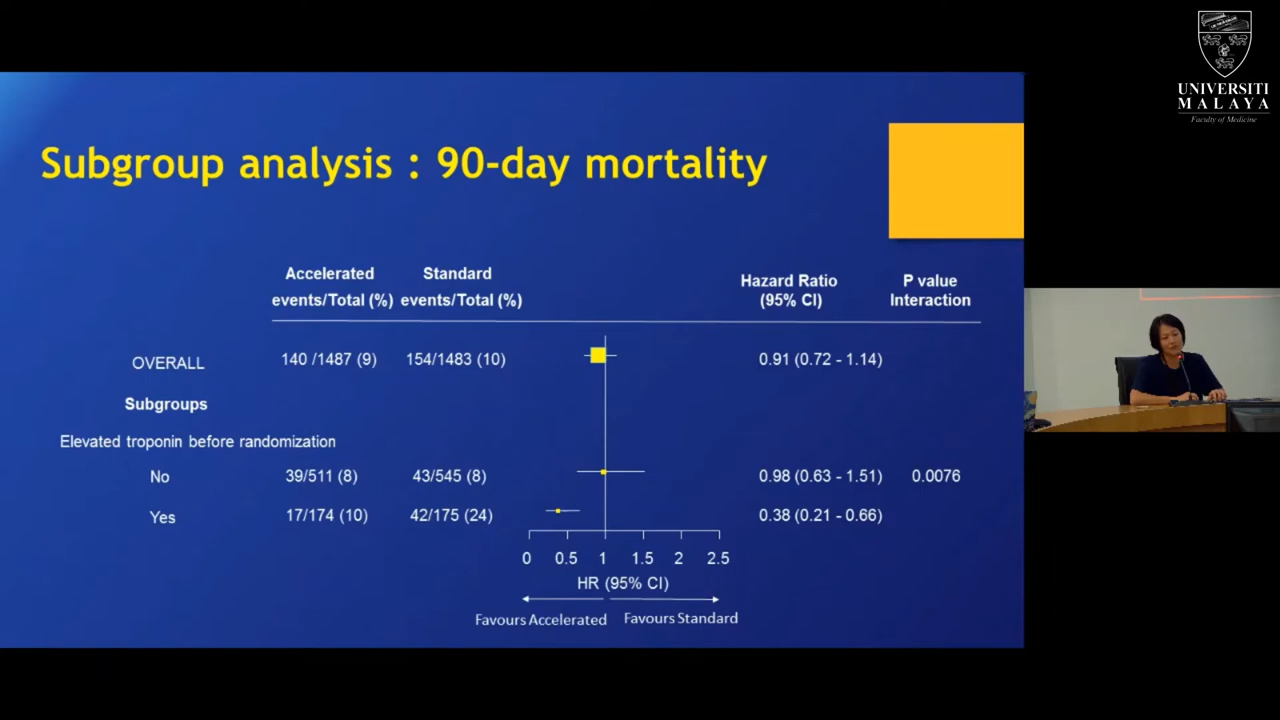 UNIVERSITI
MALAYA
Faculty of Medicine
Subgroup analysis : 90-day mortality
Accelerated
events/Total (%)
Standard
events/Total (%)
Hazard Ratio
(95% CI)
P value
Interaction
OVERALL 140 /1487 (9) 154/1483 (10) 0.91 (0.72 - 1.14)
Subgroups
Elevated troponin before randomization
No 39/511 (8) 43/545 (8) 0.98 (0.63 - 1.51) 0.0076
Yes 17/174 (10) 42/175 (24) 0.38 (0.21 - 0.66)
0 0.5 1 1.5 2 2.5
HR (95% CI)
Favours Accelerated Favours Standard